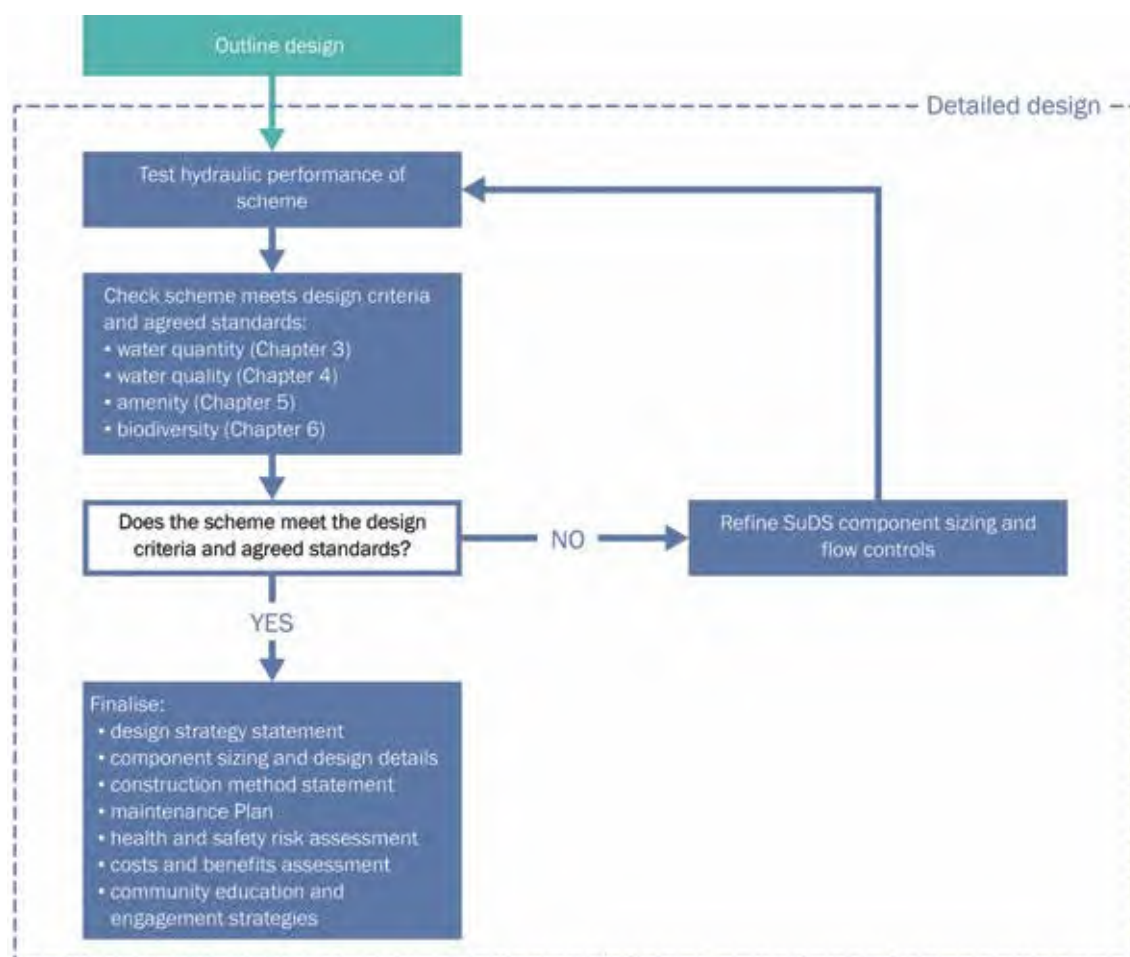 Outline design
Detailed design
Test hydraulic performance of
scheme
Check scheme meets design criteria
and agreed standards:
• water quantity (Chapter 3)
• water quality (Chapter 4)
• amenity (Chapter 5)
• biodiversity (Chapter 6)
Does the scheme meet the design
criteria and agreed standards?
NO
Refine SuDS component sizing and
flow controls
YES
Finalise:
• design strategy statement
• component sizing and design details
• construction method statement
• maintenance Plan
• health and safety risk assessment
• costs and benefits assessment
• community education and
engagement strategies